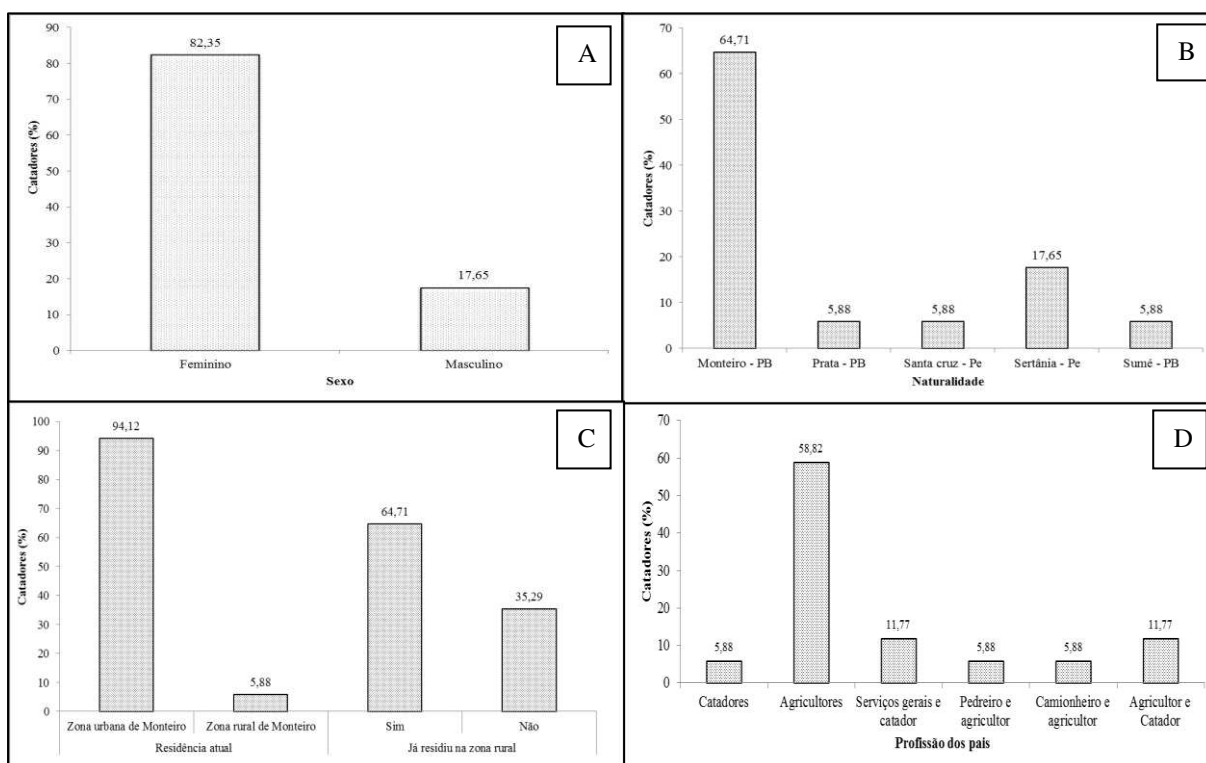 A
Catadores (%)
90
80
70
60
50
40
30
20
10
0
82,35
17,65
Feminino
Masculino
Sexo
B
Catadores (%)
70
60
50
40
30
20
10
0
64,71
5,88
5,88
17,65
5,88
Monteiro - PB
Prata - PB
Santa cruz - Pe
Sertânia - Pe
Sumé - PB
Naturalidade
C
Catadores (%)
100
90
80
70
60
50
40
30
20
10
0
94,12
5,88
64,71
35,29
Zona urbana de Monteiro
Zona rural de Monteiro
Sim
Não
Residência atual
Já residiu na zona rural
D
Catadores (%)
70
60
50
40
30
20
10
0
5,88
58,82
11,77
5,88
5,88
11,77
Catadores
Agricultores
Serviços gerais e
catador
Pedreiro e
agricultor
Camionheiro e
agricultor
Agricultor e
Catador
Profissão dos pais